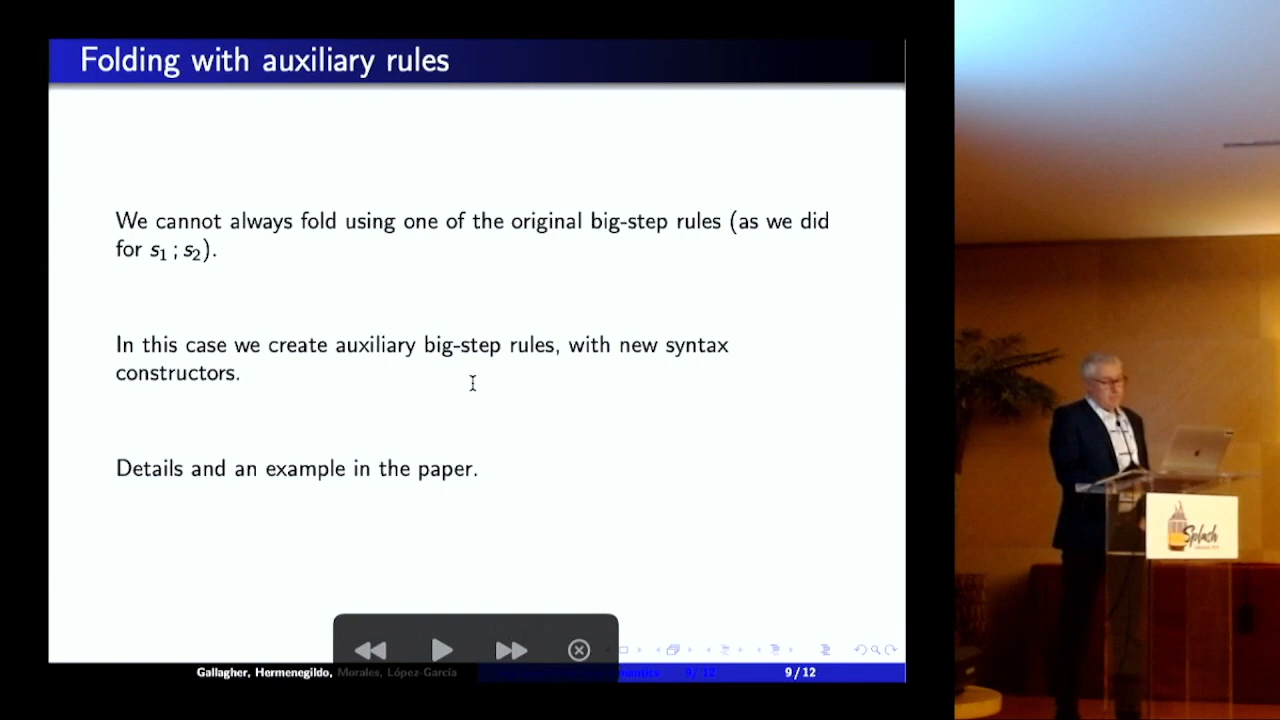 Folding with auxiliary rules
We cannot always fold using one of the original big-step rules (as we did
for s₁ ; s₂).
In this case we create auxiliary big-step rules, with new syntax
constructors.
Details and an example in the paper.
Gallagher, Hermenegildo, Morales, López-García
9 / 12
9 / 12
Splash